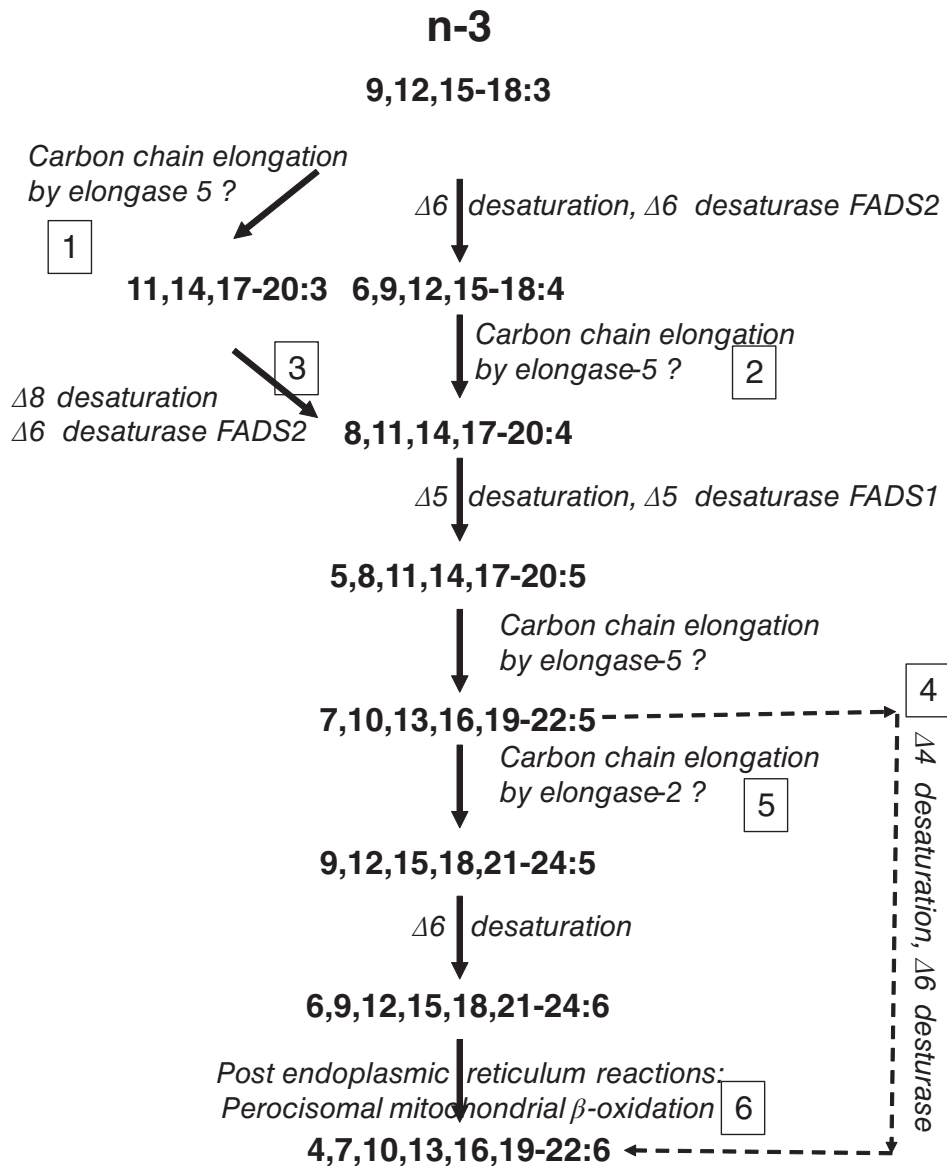 n-3
9,12,15-18:3
Carbon chain elongation
by elongase 5 ?
1
Δ6 desaturation, Δ6 desaturase FADS2
11,14,17-20:3 6,9,12,15-18:4
Carbon chain elongation
by elongase-5 ?
2
3
Δ8 desaturation
Δ6 desaturase FADS2
8,11,14,17-20:4
Δ5 desaturation, Δ5 desaturase FADS1
5,8,11,14,17-20:5
Carbon chain elongation
by elongase-5 ?
7,10,13,16,19-22:5
4
Δ4 desaturation, Δ6 desturase
Carbon chain elongation
by elongase-2 ?
5
9,12,15,18,21-24:5
Δ6 desaturation
6,9,12,15,18,21-24:6
Post endoplasmic reticulum reactions:
Perocisomal mitochondrial β-oxidation
6
4,7,10,13,16,19-22:6